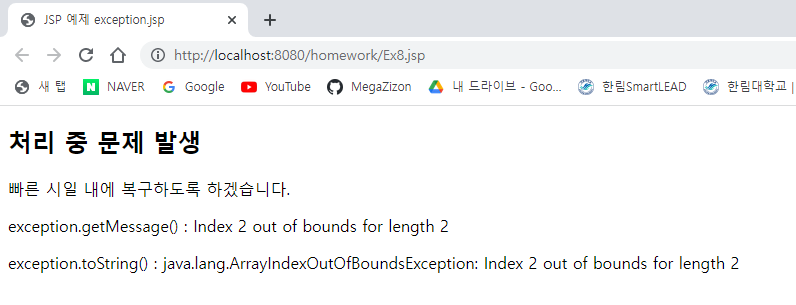 JSP 예제 exception.jsp
http://localhost:8080/homework/Ex8.jsp
새 탭 NAVER Google YouTube MegaZizon 내 드라이브 - Goo... 한림SmartLEAD 한림대학교 |
처리 중 문제 발생
빠른 시일 내에 복구하도록 하겠습니다.
exception.getMessage() : Index 2 out of bounds for length 2
exception.toString() : java.lang.ArrayIndexOutOfBoundsException: Index 2 out of bounds for length 2